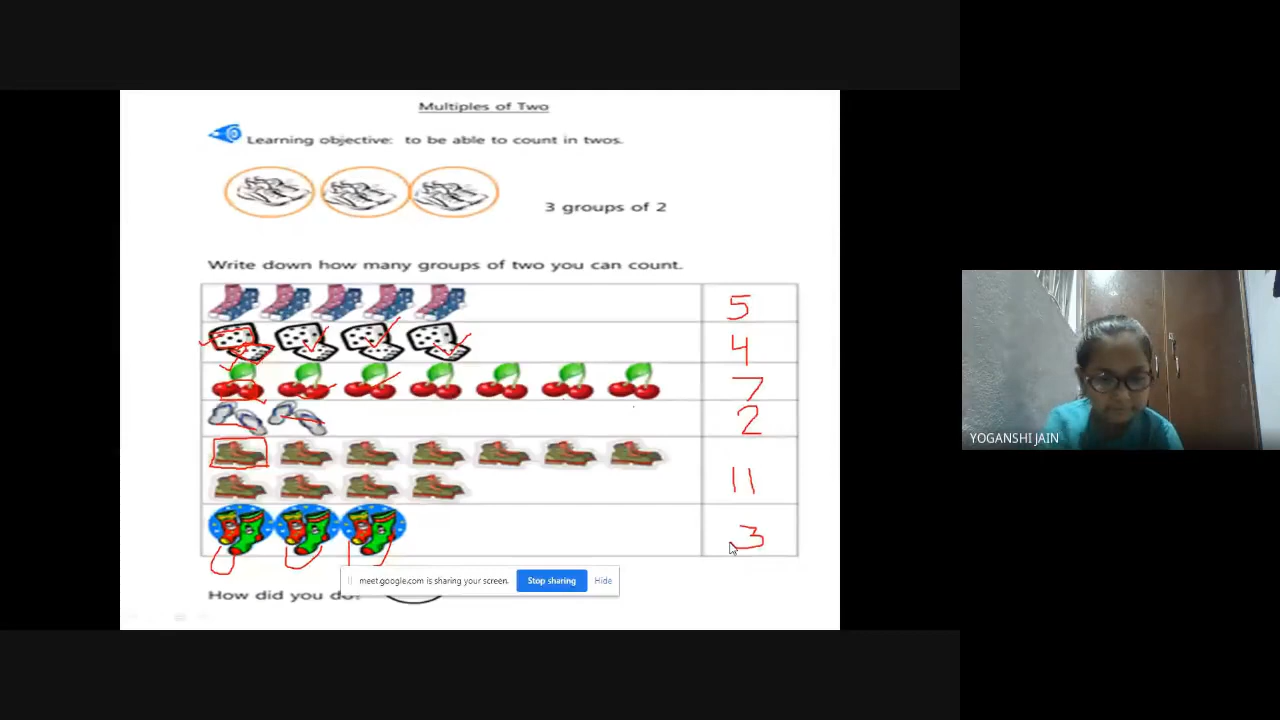 Multiples of Two
Learning objective: to be able to count in twos.
3 groups of 2
Write down how many groups of two you can count.
5
4
7
2
11
3
YOGANSHI JAIN
meet.google.com is sharing your screen. Stop sharing Hide
How did you do?